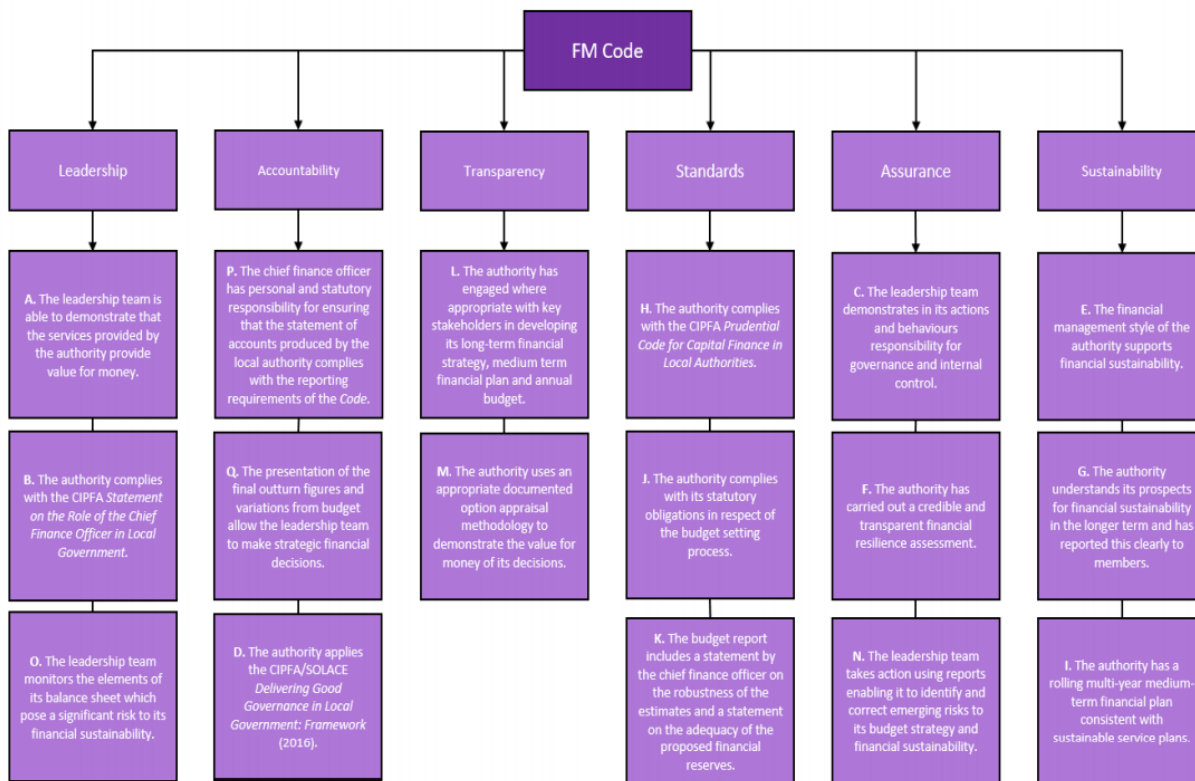 FM Code
Leadership
Accountability
Transparency
Standards
Assurance
Sustainability
A. The leadership team is
able to demonstrate that
the services provided by
the authority provide
value for money.
P. The chief finance officer
has personal and statutory
responsibility for ensuring
that the statement of
accounts produced by the
local authority complies
with the reporting
requirements of the Code.
L. The authority has
engaged where
appropriate with key
stakeholders in developing
its long-term financial
strategy, medium term
financial plan and annual
budget.
H. The authority complies
with the CIPFA Prudential
Code for Capital Finance in
Local Authorities.
C. The leadership team
demonstrates in its actions
and behaviours
responsibility for
governance and internal
control.
E. The financial
management style of the
authority supports
financial sustainability.
B. The authority complies
with the CIPFA Statement
on the Role of the Chief
Finance Officer in Local
Government.
Q. The presentation of the
final outturn figures and
variations from budget
allow the leadership team
to make strategic financial
decisions.
M. The authority uses an
appropriate documented
option appraisal
methodology to
demonstrate the value for
money of its decisions.
J. The authority complies
with its statutory
obligations in respect of
the budget setting
process.
F. The authority has
carried out a credible and
transparent financial
resilience assessment.
G. The authority
understands its prospects
for financial sustainability
in the longer term and has
reported this clearly to
members.
O. The leadership team
monitors the elements of
its balance sheet which
pose a significant risk to its
financial sustainability.
D. The authority applies
the CIPFA/SOLACE
Delivering Good
Governance in Local
Government: Framework
(2016).
K. The budget report
includes a statement by
the chief finance officer
on the robustness of the
estimates and a statement
on the adequacy of the
proposed financial
reserves.
N. The leadership team
takes action using reports
enabling it to identify and
correct emerging risks to
its budget strategy and
financial sustainability.
I. The authority has a
rolling multi-year medium-
term financial plan
consistent with
sustainable service plans.